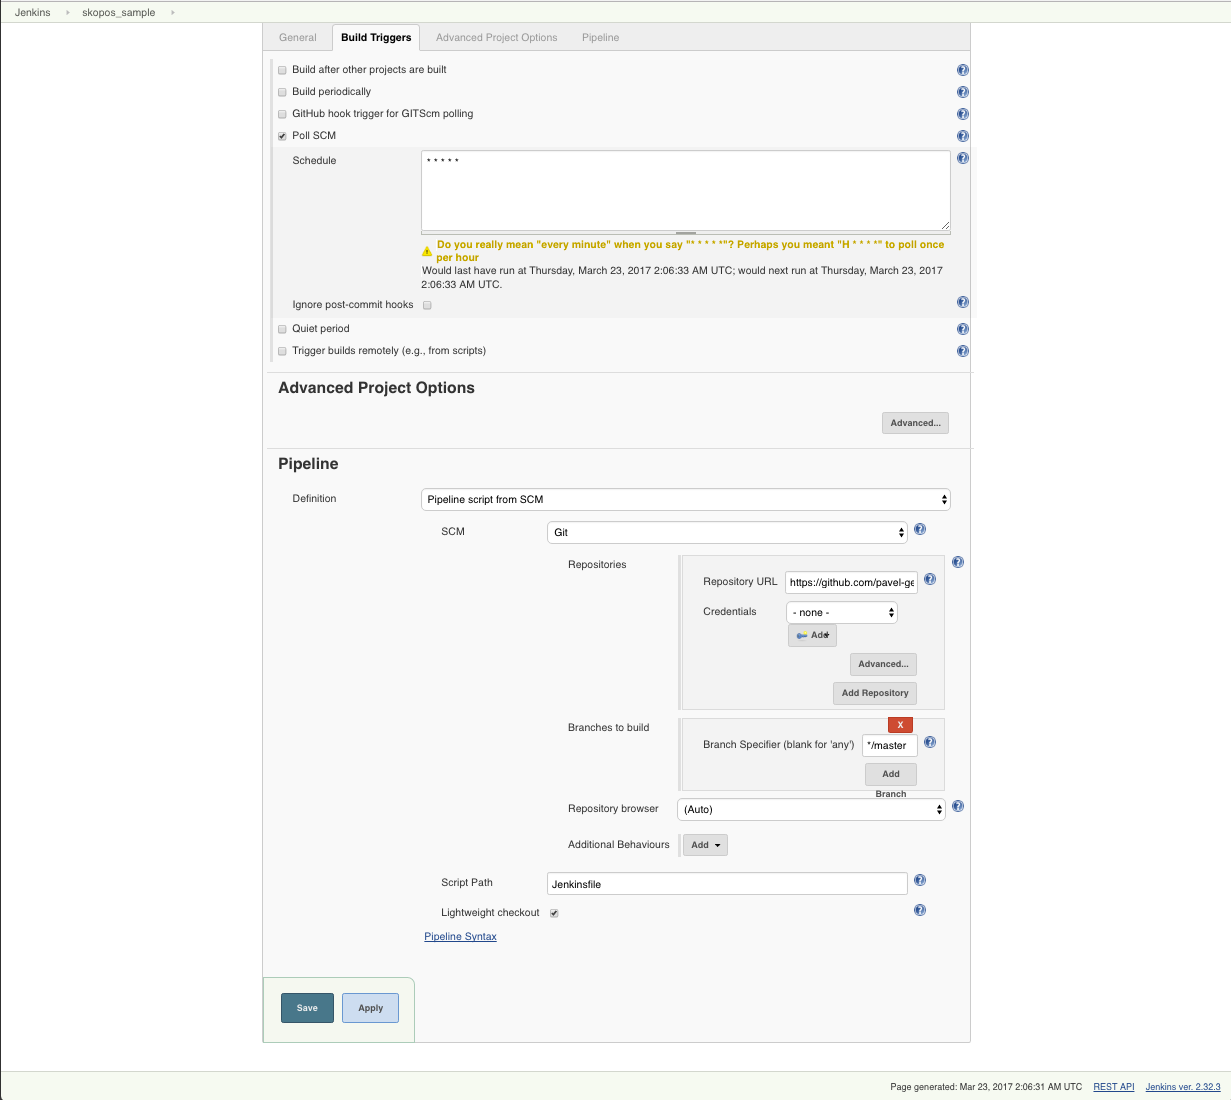 Jenkins skopos_sample
General Build Triggers Advanced Project Options Pipeline
Build after other projects are built
Build periodically
GitHub hook trigger for GITScm polling
Poll SCM
Schedule * * * * *
Do you really mean "every minute" when you say "* * * * *"? Perhaps you meant "H * * * *" to poll once
per hour
Would last have run at Thursday, March 23, 2017 2:06:33 AM UTC; would next run at Thursday, March 23, 2017
2:06:33 AM UTC.
Ignore post-commit hooks
Quiet period
Trigger builds remotely (e.g., from scripts)
Advanced Project Options
Advanced...
Pipeline
Definition Pipeline script from SCM
SCM Git
Repositories
Repository URL https://github.com/pavel-ge
Credentials - none -
Add
Advanced...
Add Repository
Branches to build
X
Branch Specifier (blank for 'any') */master
Add
Branch
Repository browser (Auto)
Additional Behaviours Add
Script Path Jenkinsfile
Lightweight checkout
Pipeline Syntax
Save Apply
Page generated: Mar 23, 2017 2:06:31 AM UTC REST API Jenkins ver. 2.32.3